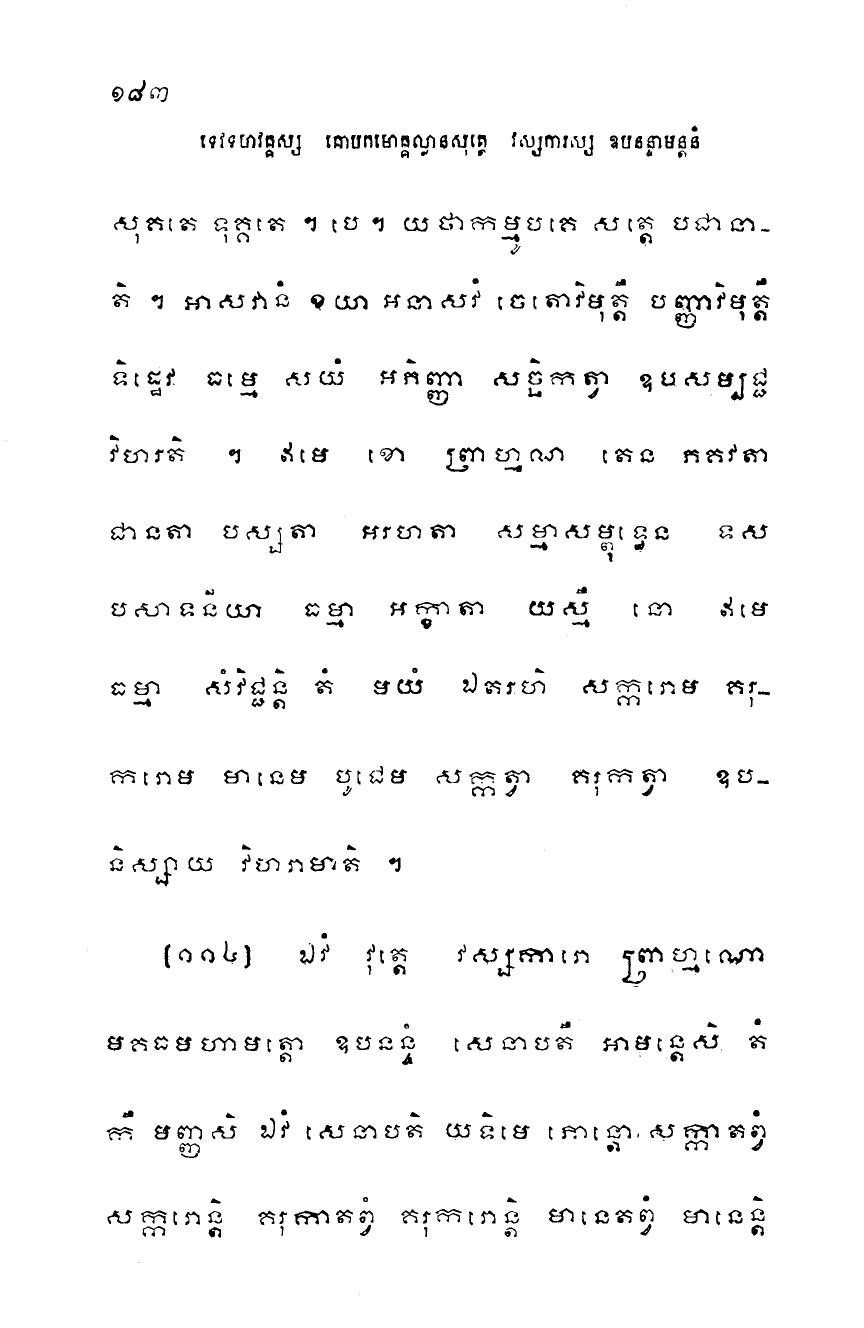 ១៨៣
ទេវទហវគ្គស្ស គោបកមោគ្គល្លានសុត្តេ វស្សការស្ស ឧបនន្ទាមន្តនំ
សុគតេ ទុគ្គតេ ។ បេ ។ យថាកម្មូបគេ សត្តេ បជានា-
តិ ។ អាសវានំ ខយា អនាសវំ ចេតោវិមុត្តឹ បញ្ញាវិមុត្តឹ
ទិដ្ឋេវ ធម្មេ សយំ អភិញ្ញា សច្ឆិកត្វា ឧបសម្បជ្ជ
វិហរតិ ។ ឥមេ ខោ ព្រាហ្មណ តេន ភគវតា
ជានតា បស្សតា អរហតា សម្មាសម្ពុទ្ធេន ទស
បសាទនីយា ធម្មា អក្ខាតា យស្មឹ នោ ឥមេ
ធម្មា សំវិជ្ជន្តិ តំ មយំ ឯតរហិ សក្ករោម គរុ-
ករោម មានេម បូជេម សក្កត្វា គរុកត្វា ឧប-
និស្សាយ វិហរាមាតិ ។
[១១៤] ឯវំ វុត្តេ វស្សការោ ព្រាហ្មណោ
មគធមហាមត្តោ ឧបនន្ទំ សេនាបតឹ អាមន្តេសិ តំ
កឹ មញ្ញសិ ឯវំ សេនាបតិ យទិមេ ភោន្តោ សក្កាតព្វំ
សក្ករោន្តិ គរុកាតព្វំ គរុករោន្តិ មានេតព្វំ មានេន្តិ